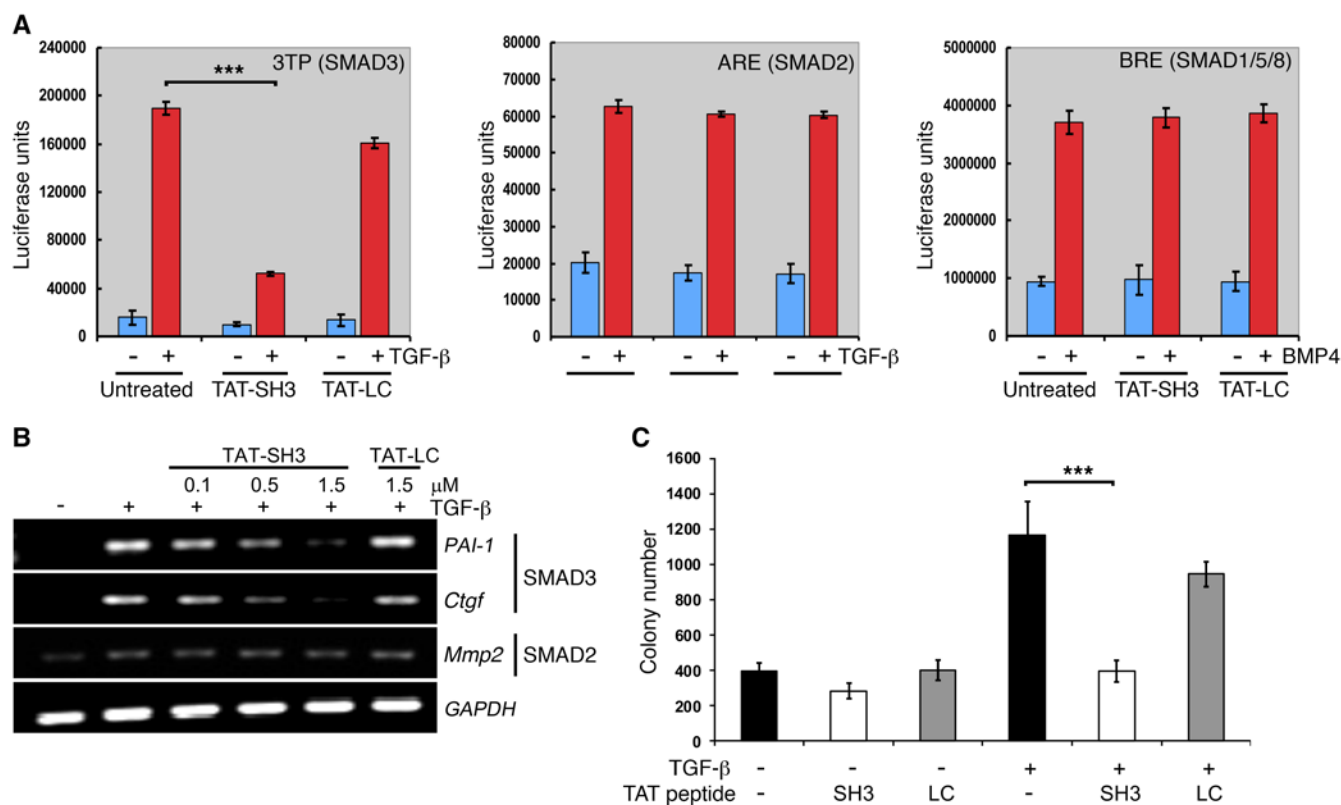 A
3TP (SMAD3)
***
Luciferase units
240000
200000
160000
120000
80000
40000
0
- + - + - + TGF-β
Untreated TAT-SH3 TAT-LC
ARE (SMAD2)
Luciferase units
80000
70000
60000
50000
40000
30000
20000
10000
0
- + - + - + TGF-β
BRE (SMAD1/5/8)
Luciferase units
5000000
4000000
3000000
2000000
1000000
0
- + - + - + BMP4
Untreated TAT-SH3 TAT-LC
B
TAT-SH3 TAT-LC
0.1 0.5 1.5 1.5 μM
- + + + + + TGF-β
PAI-1
Ctgf
SMAD3
Mmp2 SMAD2
GAPDH
C
***
Colony number
1600
1400
1200
1000
800
600
400
200
0
TGF-β - - - + + +
TAT peptide - SH3 LC - SH3 LC